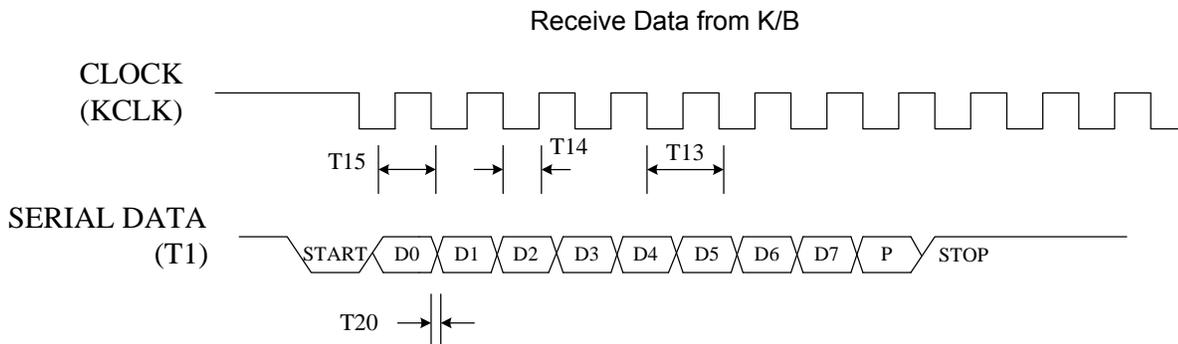 Receive Data from K/B
CLOCK
(KCLK)
T15
T14
T13
SERIAL DATA
(T1)
START D0 D1 D2 D3 D4 D5 D6 D7 P STOP
T20